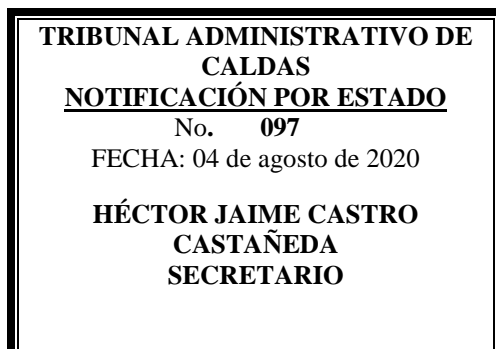 TRIBUNAL ADMINISTRATIVO DE
CALDAS
NOTIFICACIÓN POR ESTADO
No. 097
FECHA: 04 de agosto de 2020
HÉCTOR JAIME CASTRO
CASTAÑEDA
SECRETARIO